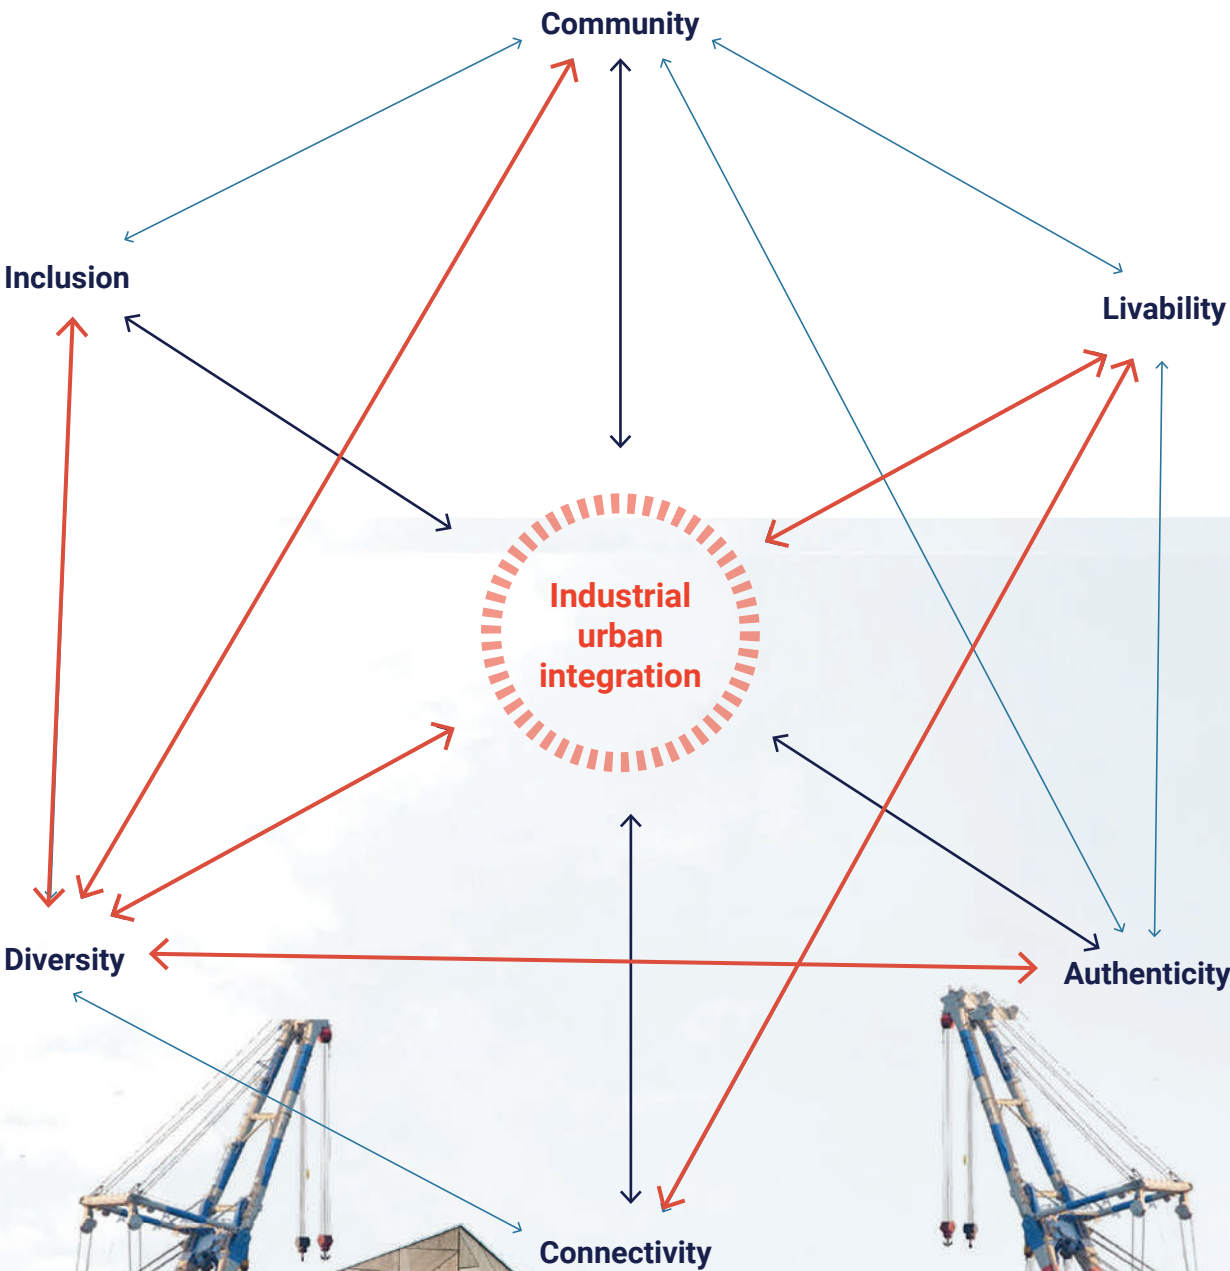 Community
Inclusion
Livability
Industrial
urban
integration
Diversity
Authenticity
Connectivity